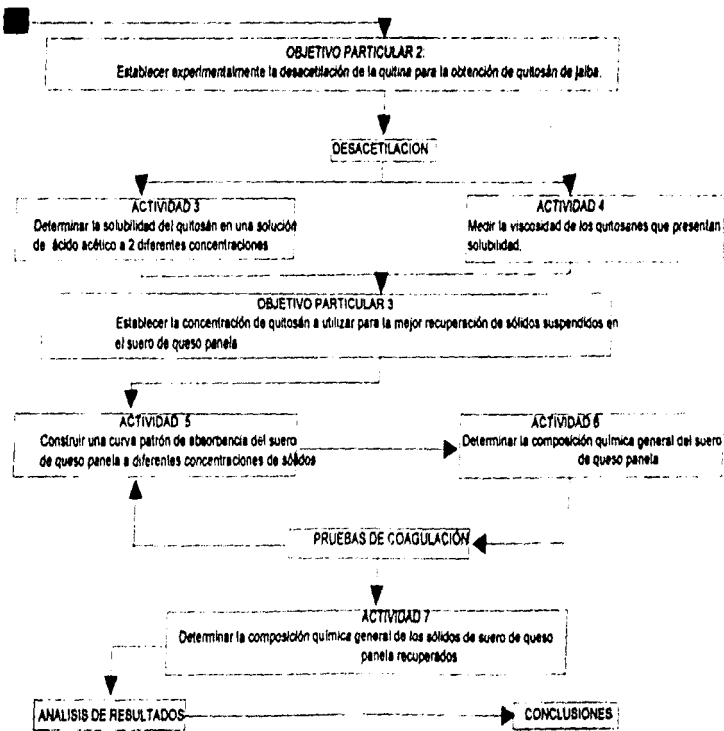 OBJETIVO PARTICULAR 2:
Establecer experimentalmente la desacetilación de la quitina para la obtención de quitosán de jaiba.
DESACETILACION
ACTIVIDAD 3
Determinar la solubilidad del quitosán en una solución
de ácido acético a 2 diferentes concentraciones
ACTIVIDAD 4
Medir la viscosidad de los quitosanes que presentan
solubilidad.
OBJETIVO PARTICULAR 3
Establecer la concentración de quitosán a utilizar para la mejor recuperación de sólidos suspendidos en
el suero de queso panela
ACTIVIDAD 5
Construir una curva patrón de absorbancia del suero
de queso panela a diferentes concentraciones de sólidos
ACTIVIDAD 6
Determinar la composición química general del suero
de queso panela
PRUEBAS DE COAGULACIÓN
ACTIVIDAD 7
Determinar la composición química general de los sólidos de suero de queso
panela recuperados
ANALISIS DE RESULTADOS
CONCLUSIONES